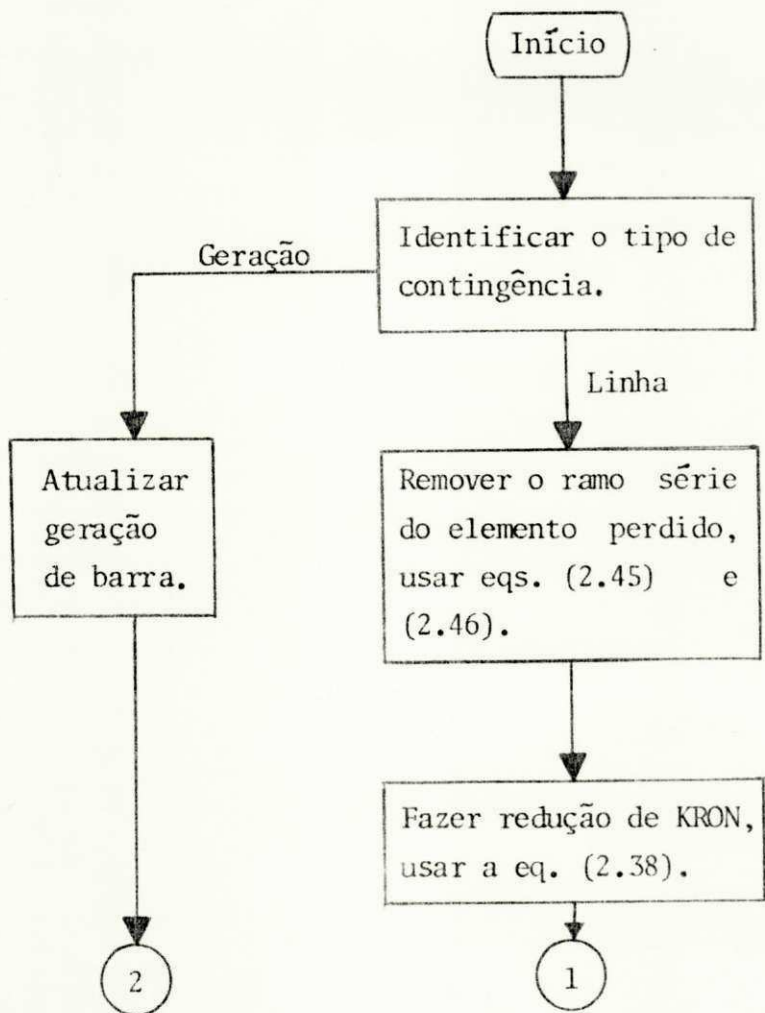 Início
Identificar o tipo de
contingência.
Geração
Linha
Atualizar
geração
de barra.
Remover o ramo série
do elemento perdido,
usar eqs. (2.45) e
(2.46).
Fazer redução de KRON,
usar a eq. (2.38).
2
1